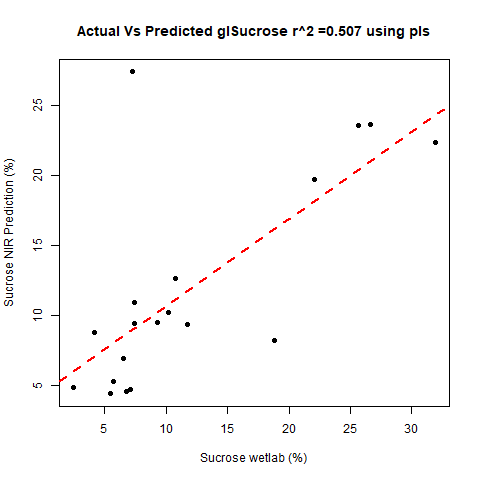 Actual Vs Predicted glSucrose r^2 =0.507 using pls
Sucrose NIR Prediction (%)
25
20
15
10
5
5 10 15 20 25 30
Sucrose wetlab (%)